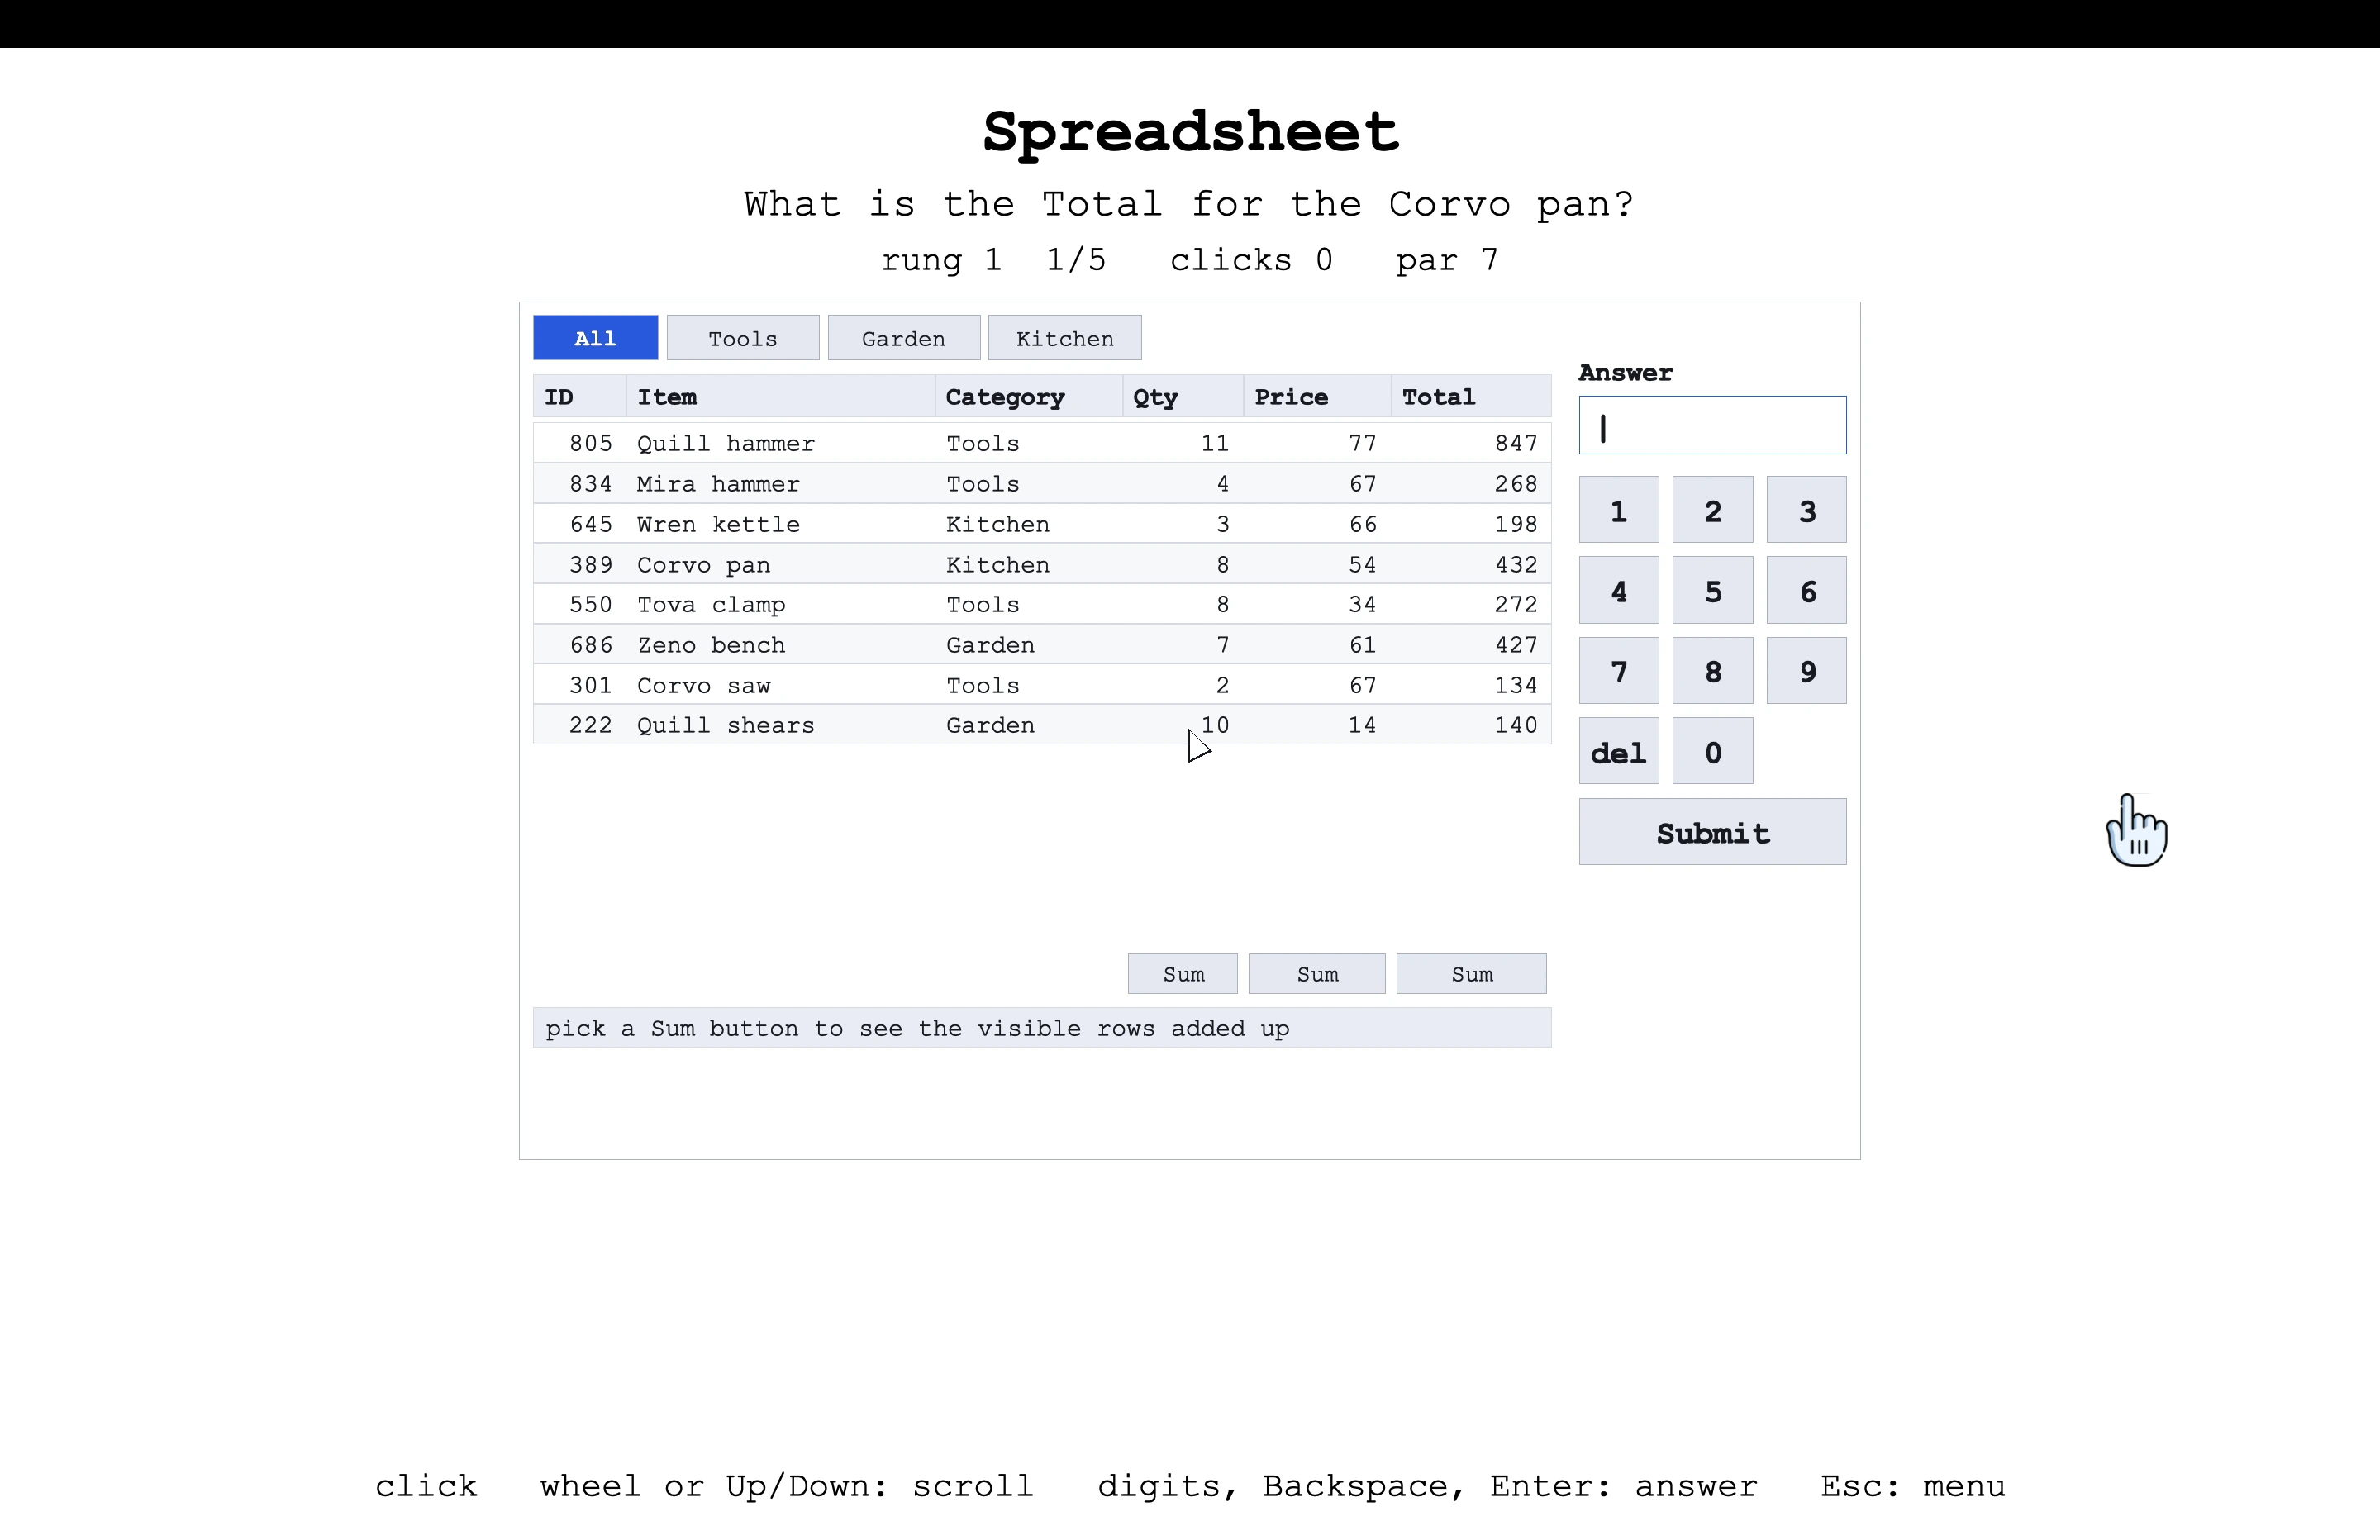 Spreadsheet
What is the Total for the Corvo pan?
rung 1  1/5   clicks 0   par 7
All Tools Garden Kitchen
Answer
ID Item Category Qty Price Total
805 Quill hammer Tools 11 77 847
834 Mira hammer Tools 4 67 268
645 Wren kettle Kitchen 3 66 198
389 Corvo pan Kitchen 8 54 432
550 Tova clamp Tools 8 34 272
686 Zeno bench Garden 7 61 427
301 Corvo saw Tools 2 67 134
222 Quill shears Garden 10 14 140
1 2 3
4 5 6
7 8 9
del 0
Submit
Sum Sum Sum
pick a Sum button to see the visible rows added up
click   wheel or Up/Down: scroll   digits, Backspace, Enter: answer   Esc: menu